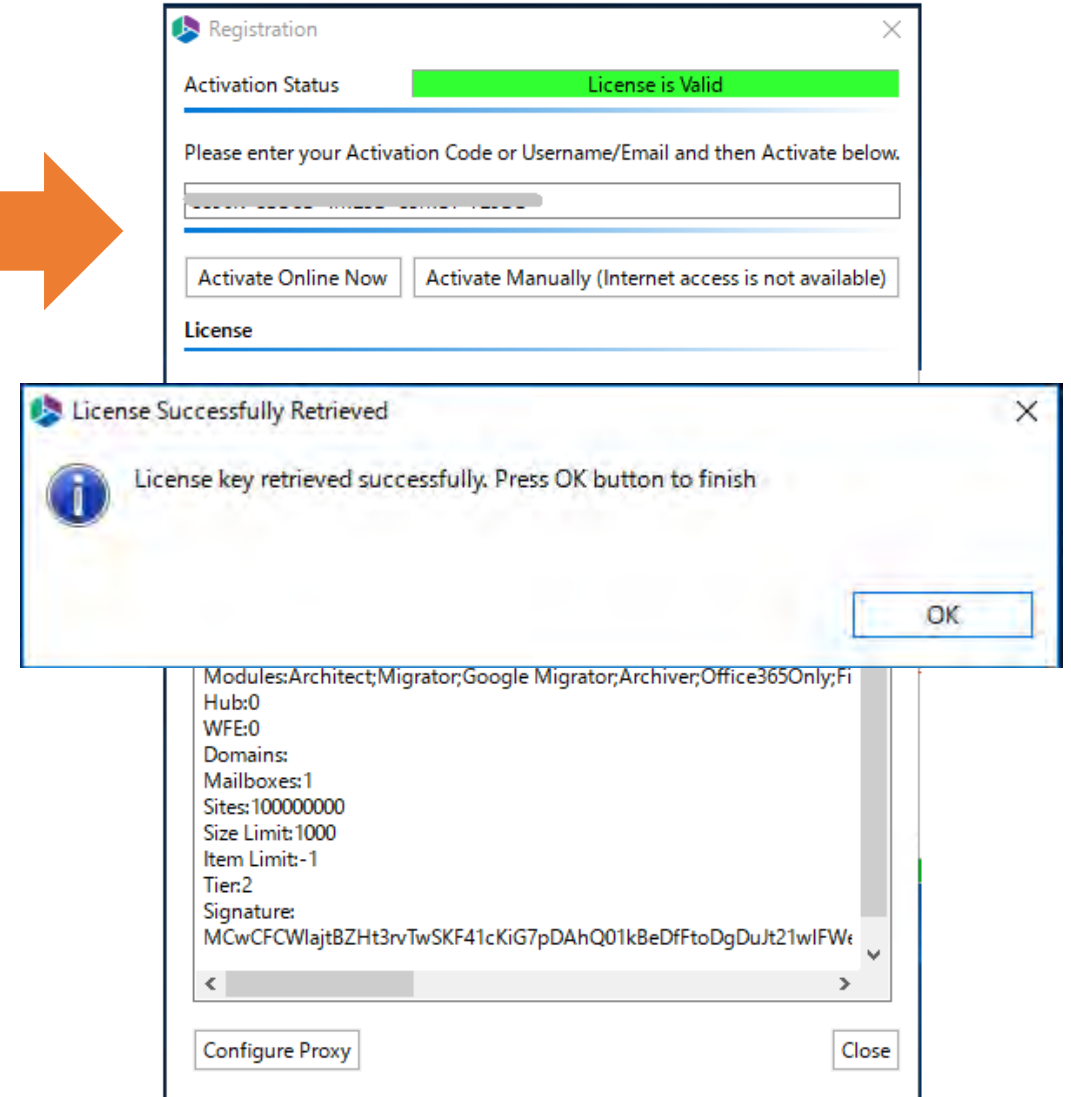 Registration
Activation Status
License is Valid
Please enter your Activation Code or Username/Email and then Activate below.
Activate Online Now
Activate Manually (Internet access is not available)
License
License Successfully Retrieved
License key retrieved successfully. Press OK button to finish
OK
Modules:Architect;Migrator;Google Migrator;Archiver;Office365Only;Fi
Hub:0
WFE:0
Domains:
Mailboxes:1
Sites:100000000
Size Limit:1000
Item Limit:-1
Tier:2
Signature:
Configure Proxy
Close